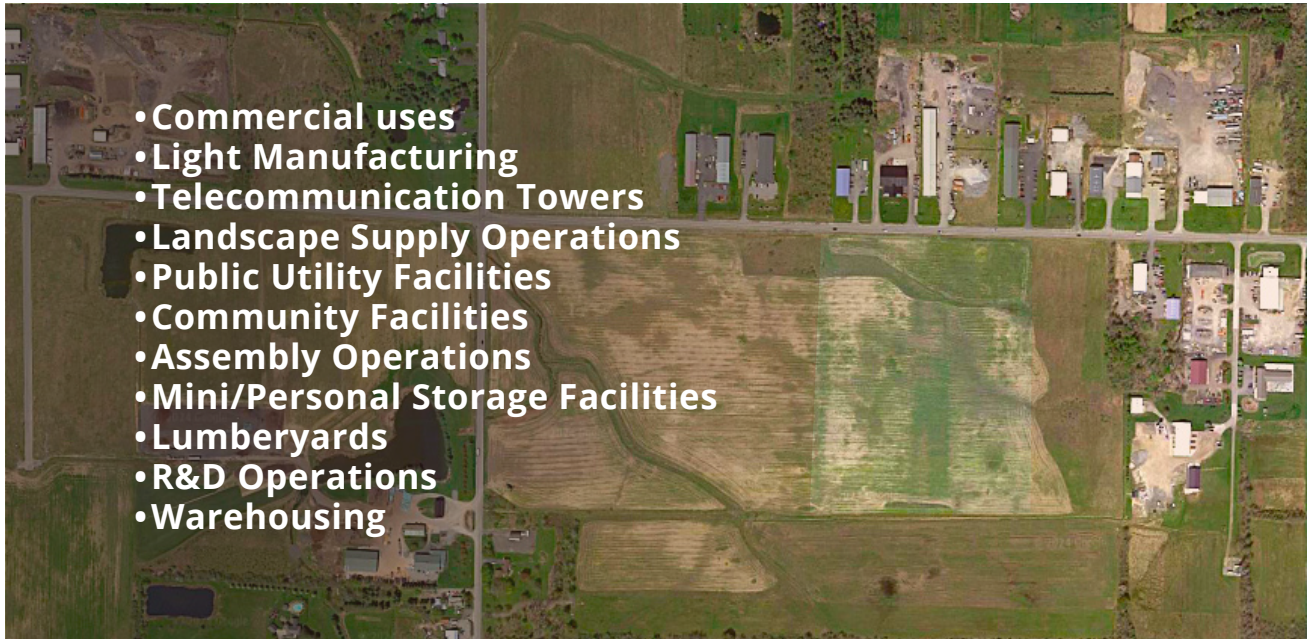 •Commercial uses
•Light Manufacturing
•Telecommunication Towers
•Landscape Supply Operations
•Public Utility Facilities
•Community Facilities
•Assembly Operations
•Mini/Personal Storage Facilities
•Lumberyards
•R&D Operations
•Warehousing